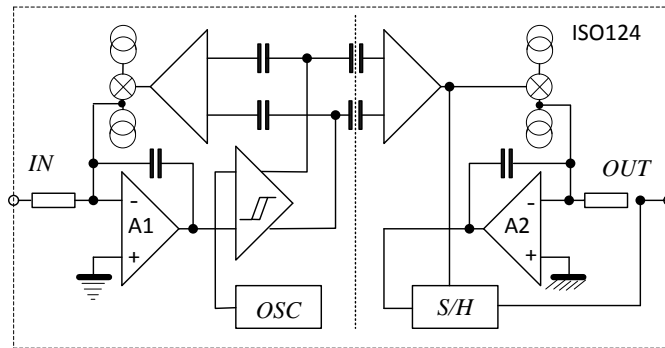 ISO124
IN
OUT
-
A1
+
-
A2
+
OSC
S/H